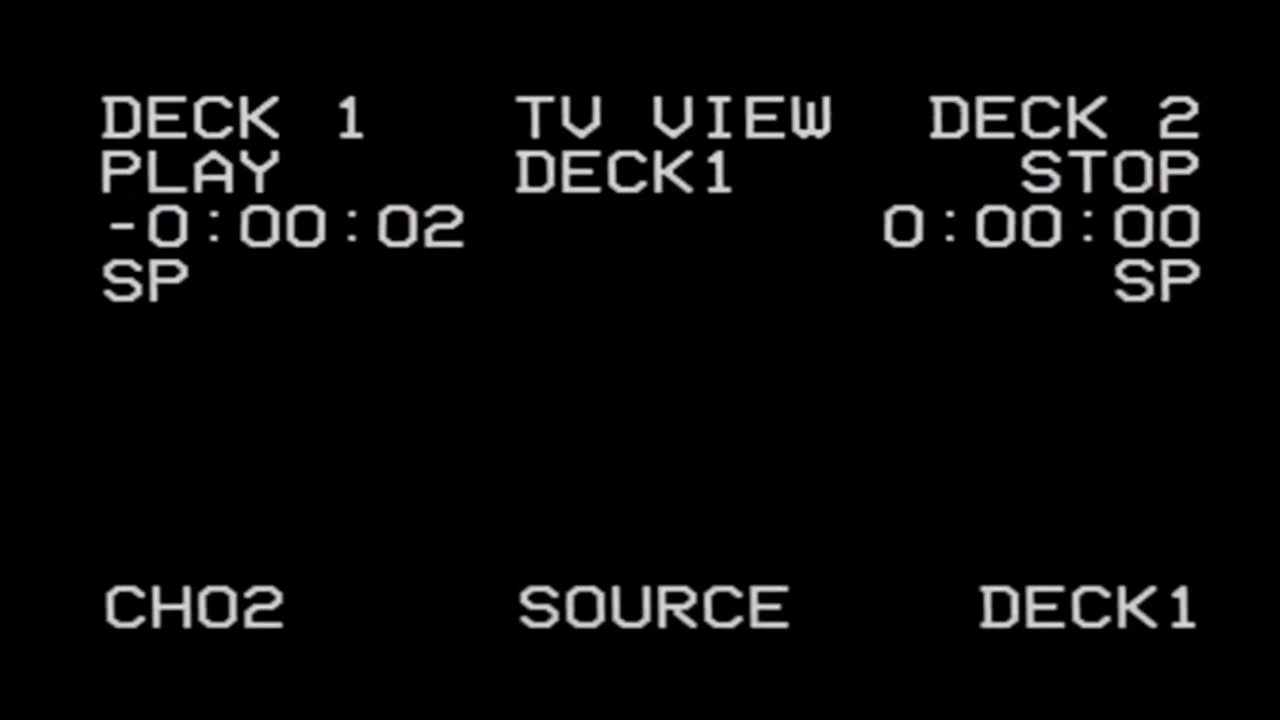 DECK 1 TV VIEW DECK 2
PLAY DECK1 STOP
-0:00:02 0:00:00
SP SP
CH02 SOURCE DECK1